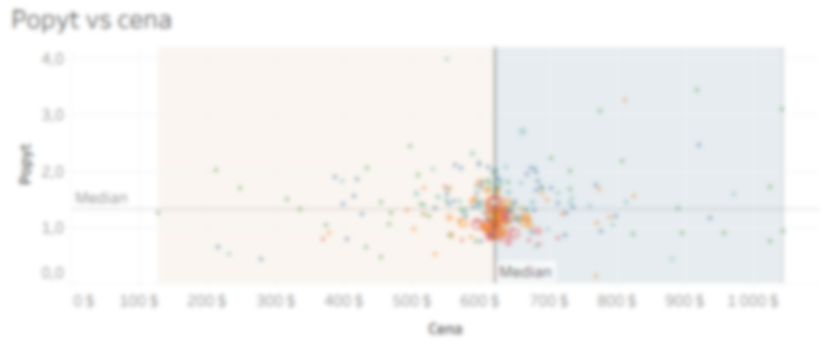 Popyt vs cena
Popyt
4,0
3,0
2,0
Median
1,0
0,0
Median
0 $ 100 $ 200 $ 300 $ 400 $ 500 $ 600 $ 700 $ 800 $ 900 $ 1 000 $
Cena